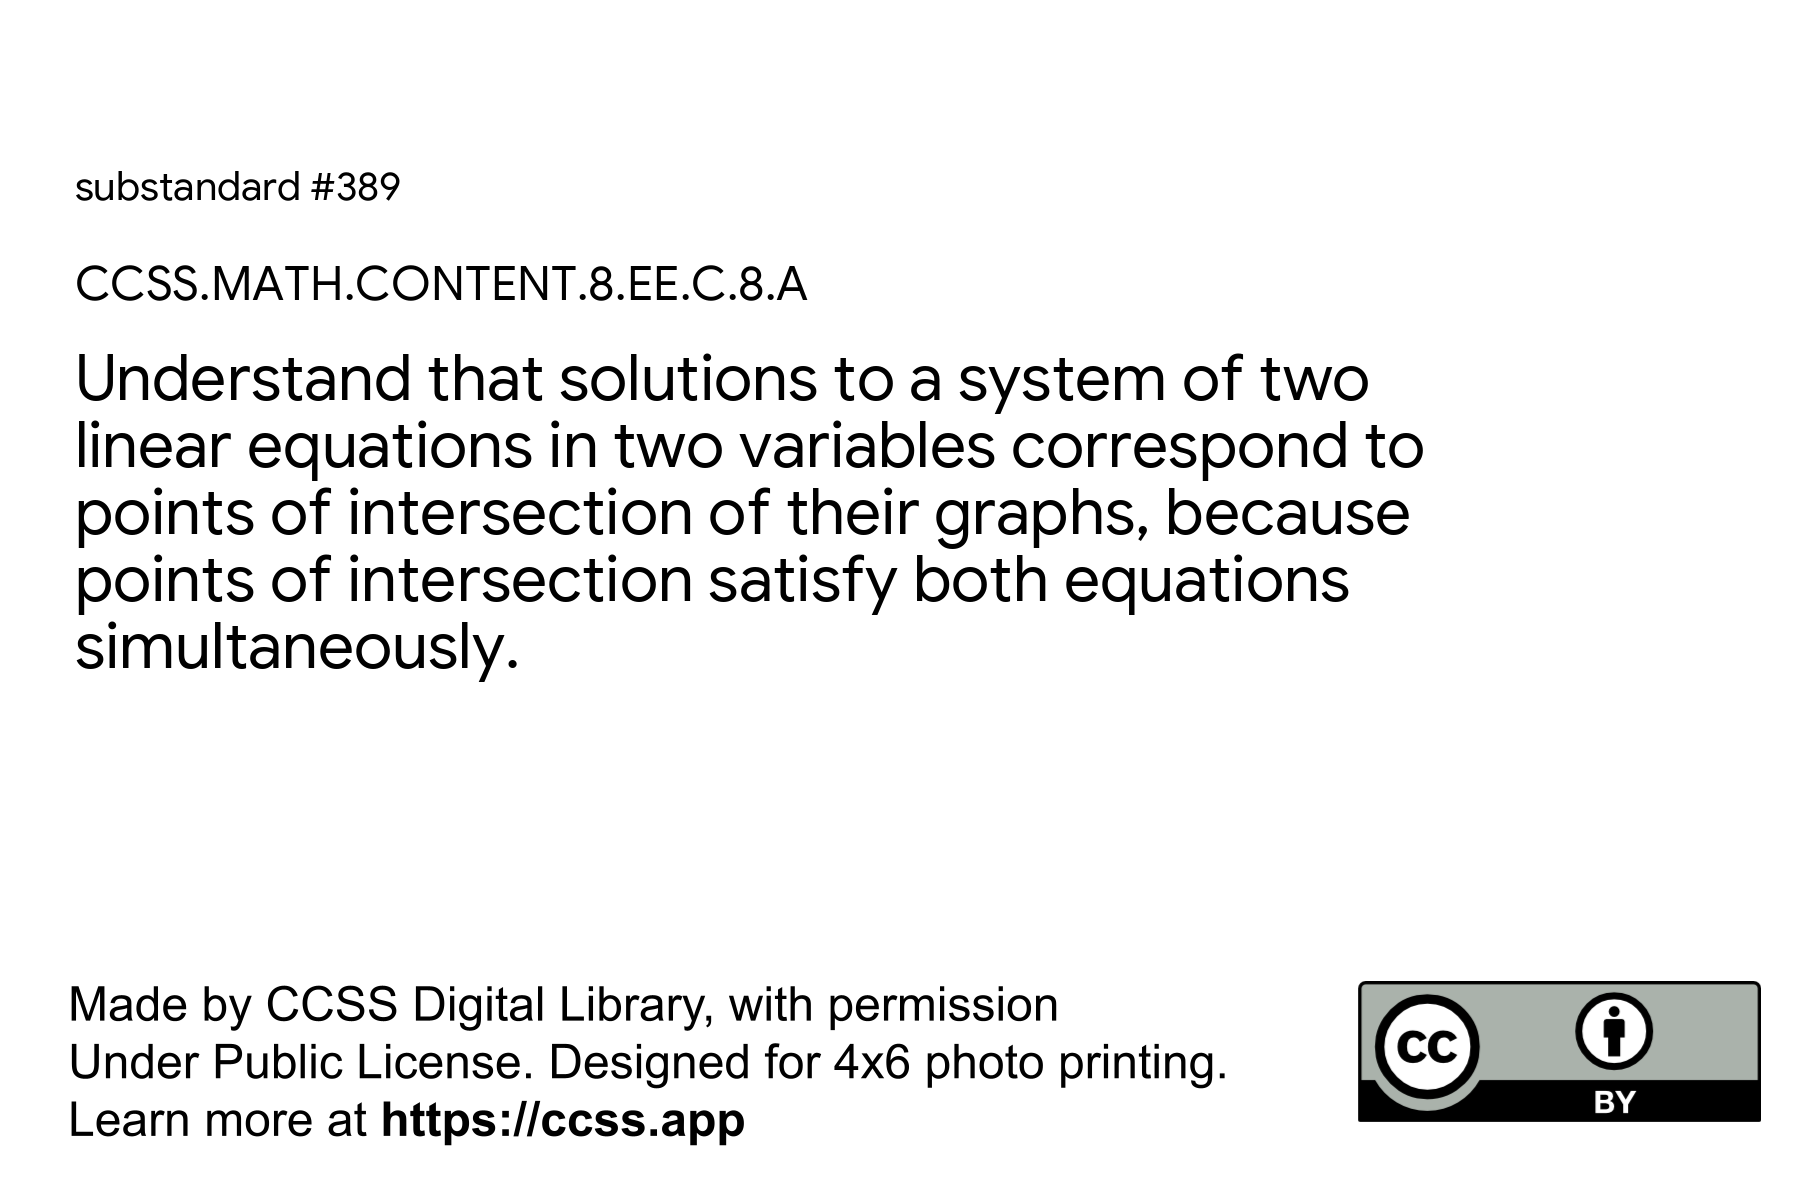 substandard #389
CCSS.MATH.CONTENT.8.EE.C.8.A
Understand that solutions to a system of two
linear equations in two variables correspond to
points of intersection of their graphs, because
points of intersection satisfy both equations
simultaneously.
Made by CCSS Digital Library, with permission
Under Public License. Designed for 4x6 photo printing.
Learn more at https://ccss.app
cc
BY